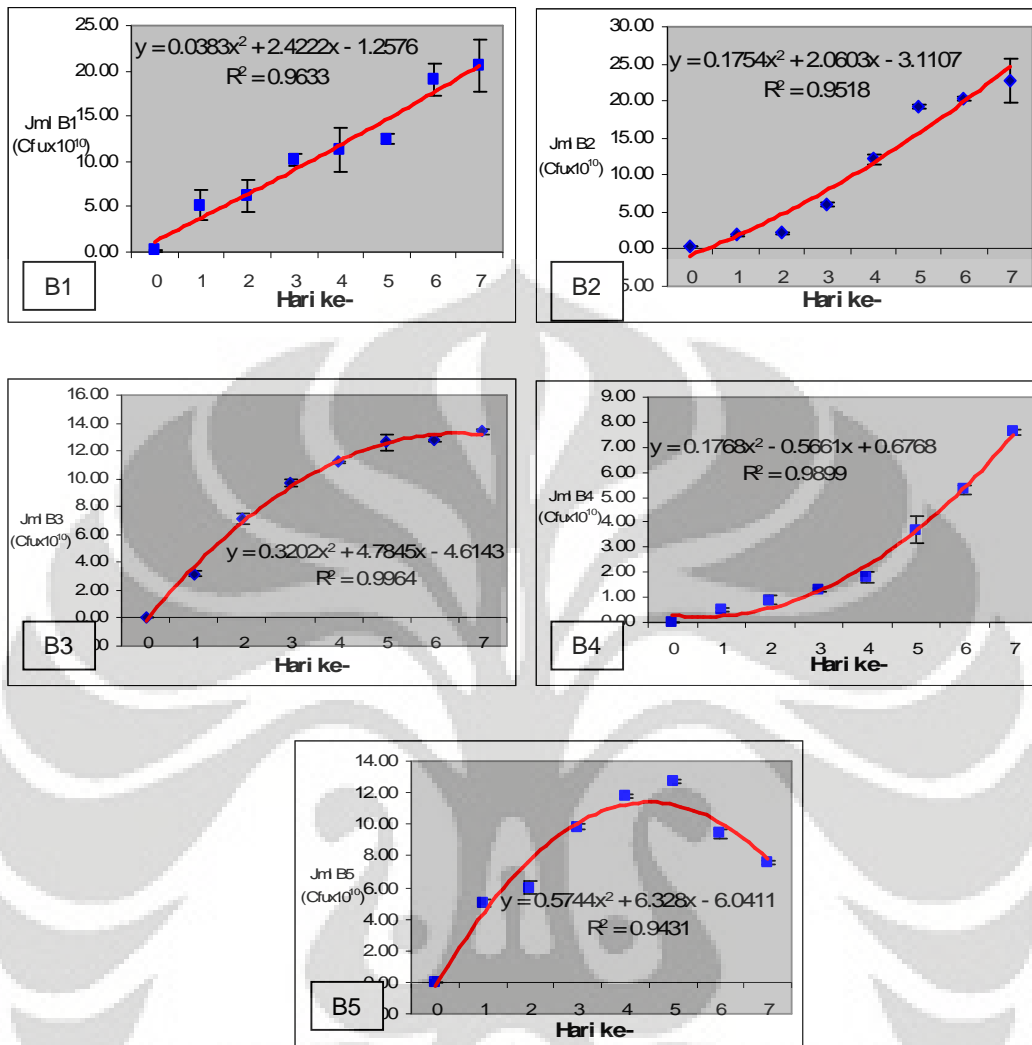 25.00
20.00
15.00
10.00
5.00
0.00
y = 0.0383x² + 2.4222x - 1.2576
R² = 0.9633
Jml B1
(Cfux10¹⁰)
0 1 2 3 4 5 6 7
Hari ke-
B1
30.00
25.00
20.00
15.00
10.00
5.00
0.00
5.00
y = 0.1754x² + 2.0603x - 3.1107
R² = 0.9518
Jml B2
(Cfux10¹⁰)
0 1 2 3 4 5 6 7
Hari ke-
B2
16.00
14.00
12.00
10.00
8.00
6.00
4.00
2.00
0.00
00
Jml B3
(Cfux10¹⁰)
y = 0.3202x² + 4.7845x - 4.6143
R² = 0.9964
0 1 2 3 4 5 6 7
Hari ke-
B3
9.00
8.00
7.00
6.00
5.00
4.00
3.00
2.00
1.00
0.00
y = 0.1768x² - 0.5661x + 0.6768
R² = 0.9899
Jml B4
(Cfux10¹⁰)
0 1 2 3 4 5 6 7
Hari ke-
B4
14.00
12.00
10.00
8.00
6.00
4.00
2.00
0.00
00
Jml B5
(Cfux10¹⁰)
y = 0.5744x² + 6.328x - 6.0411
R² = 0.9431
0 1 2 3 4 5 6 7
Hari ke-
B5